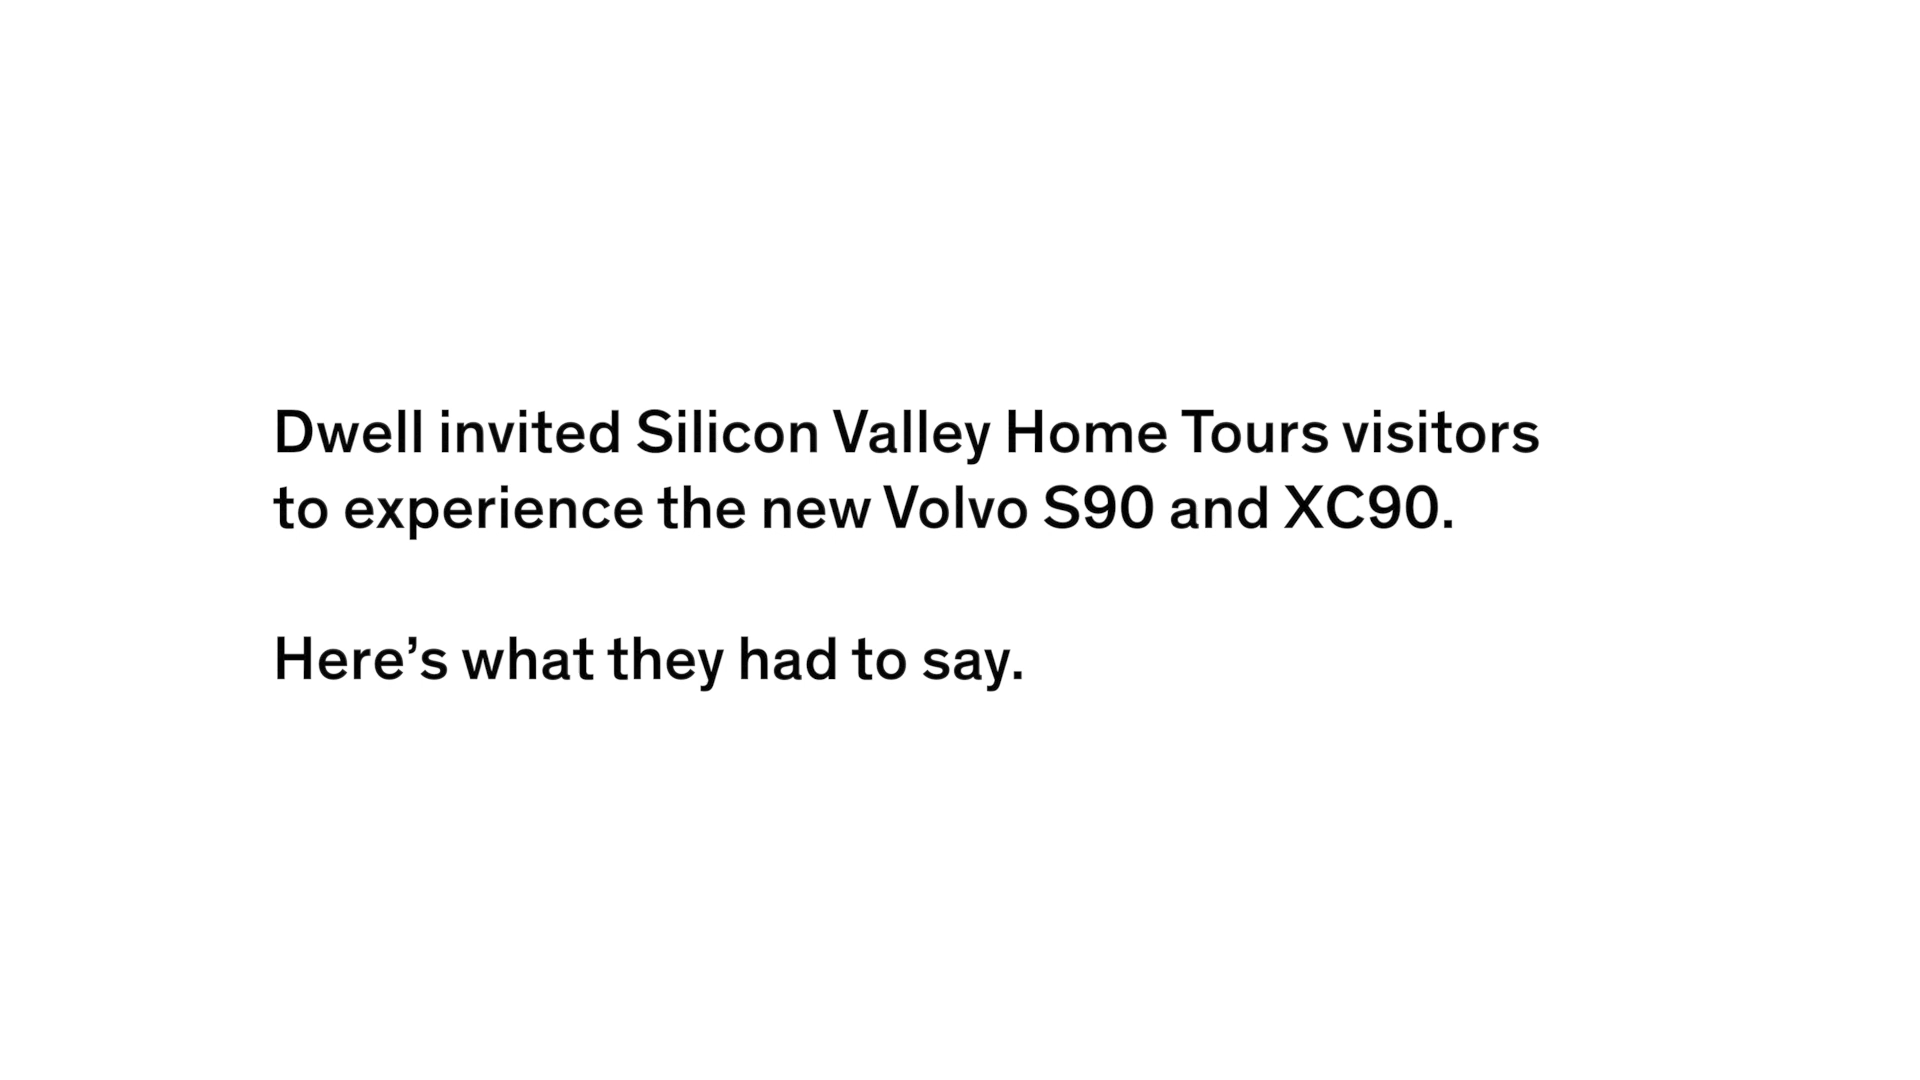 Dwell invited Silicon Valley Home Tours visitors
to experience the new Volvo S90 and XC90.
Here’s what they had to say.